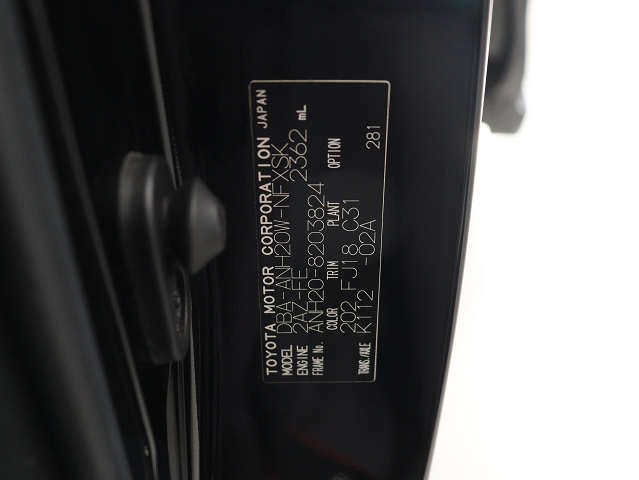 TOYOTA MOTOR CORPORATION JAPAN
MODEL DBA-ANH20W-NFXSK
ENGINE 2AZ-FE 2362 mL
FRAME No. ANH20-8203824
COLOR TRIM PLANT OPTION
202 FJ18 C31 281
TRANS./AXLE K112 -02A